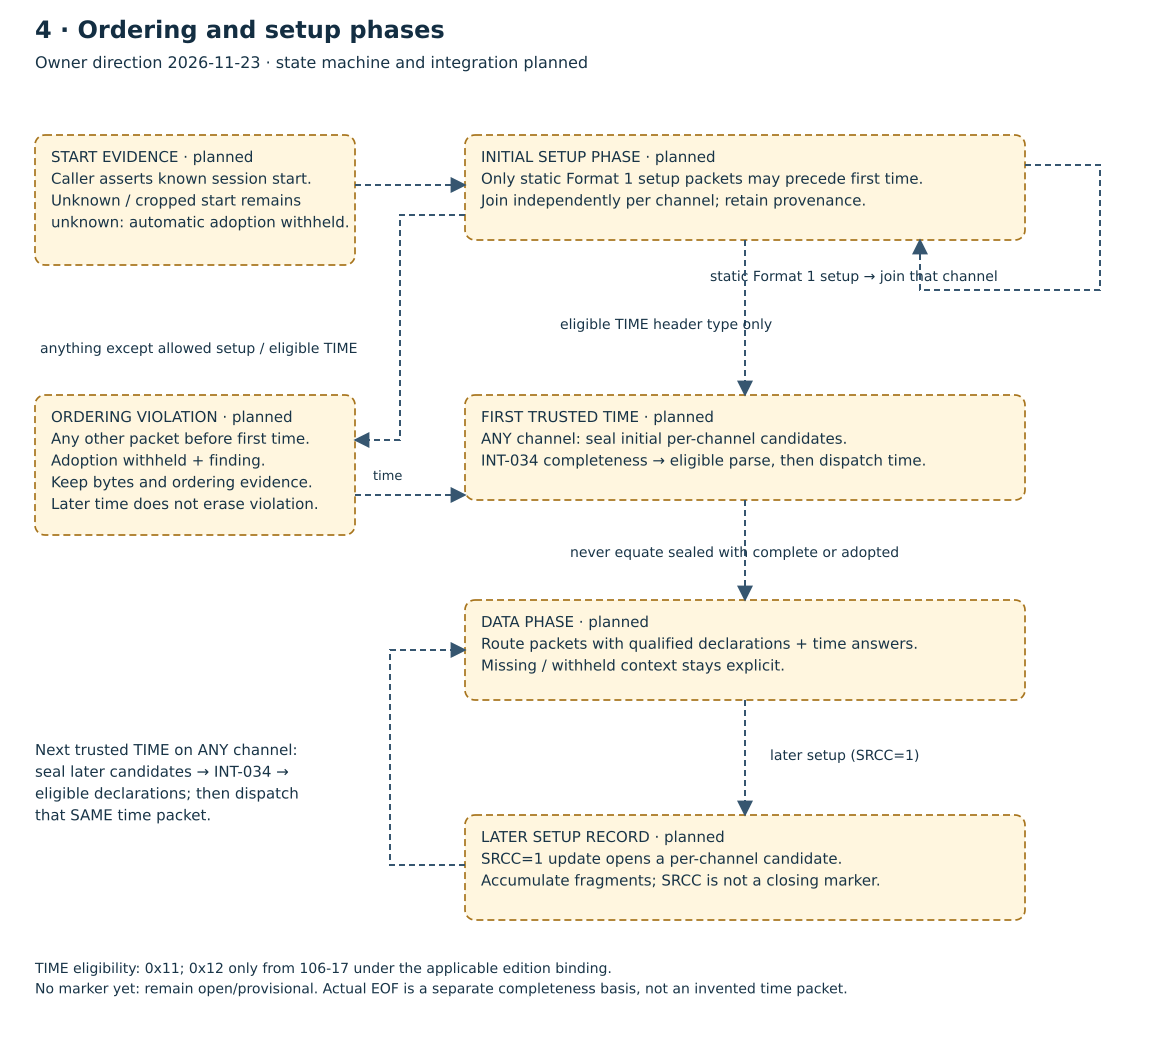 4 · Ordering and setup phases
Owner direction 2026-11-23 · state machine and integration planned
START EVIDENCE · planned
Caller asserts known session start.
Unknown / cropped start remains
unknown: automatic adoption withheld.
INITIAL SETUP PHASE · planned
Only static Format 1 setup packets may precede first time.
Join independently per channel; retain provenance.
static Format 1 setup → join that channel
eligible TIME header type only
anything except allowed setup / eligible TIME
ORDERING VIOLATION · planned
Any other packet before first time.
Adoption withheld + finding.
Keep bytes and ordering evidence.
Later time does not erase violation.
time
FIRST TRUSTED TIME · planned
ANY channel: seal initial per-channel candidates.
INT-034 completeness → eligible parse, then dispatch time.
never equate sealed with complete or adopted
DATA PHASE · planned
Route packets with qualified declarations + time answers.
Missing / withheld context stays explicit.
Next trusted TIME on ANY channel:
seal later candidates → INT-034 →
eligible declarations; then dispatch
that SAME time packet.
later setup (SRCC=1)
LATER SETUP RECORD · planned
SRCC=1 update opens a per-channel candidate.
Accumulate fragments; SRCC is not a closing marker.
TIME eligibility: 0x11; 0x12 only from 106-17 under the applicable edition binding.
No marker yet: remain open/provisional. Actual EOF is a separate completeness basis, not an invented time packet.